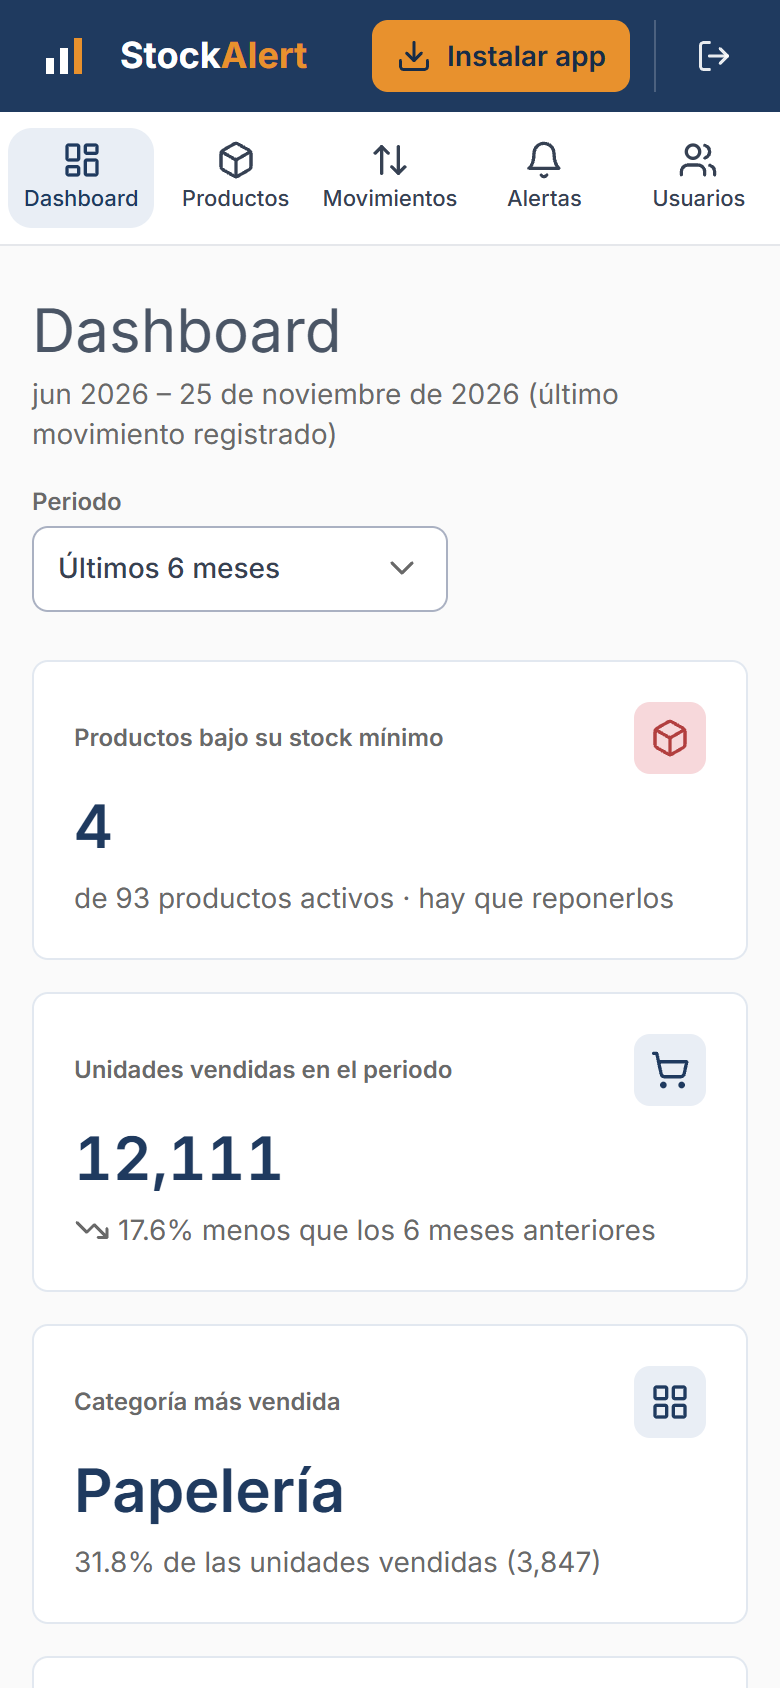 StockAlert
Instalar app
Dashboard
Productos
Movimientos
Alertas
Usuarios
Dashboard
jun 2026 – 25 de noviembre de 2026 (último
movimiento registrado)
Periodo
Últimos 6 meses
Productos bajo su stock mínimo
4
de 93 productos activos · hay que reponerlos
Unidades vendidas en el periodo
12,111
17.6% menos que los 6 meses anteriores
Categoría más vendida
Papelería
31.8% de las unidades vendidas (3,847)